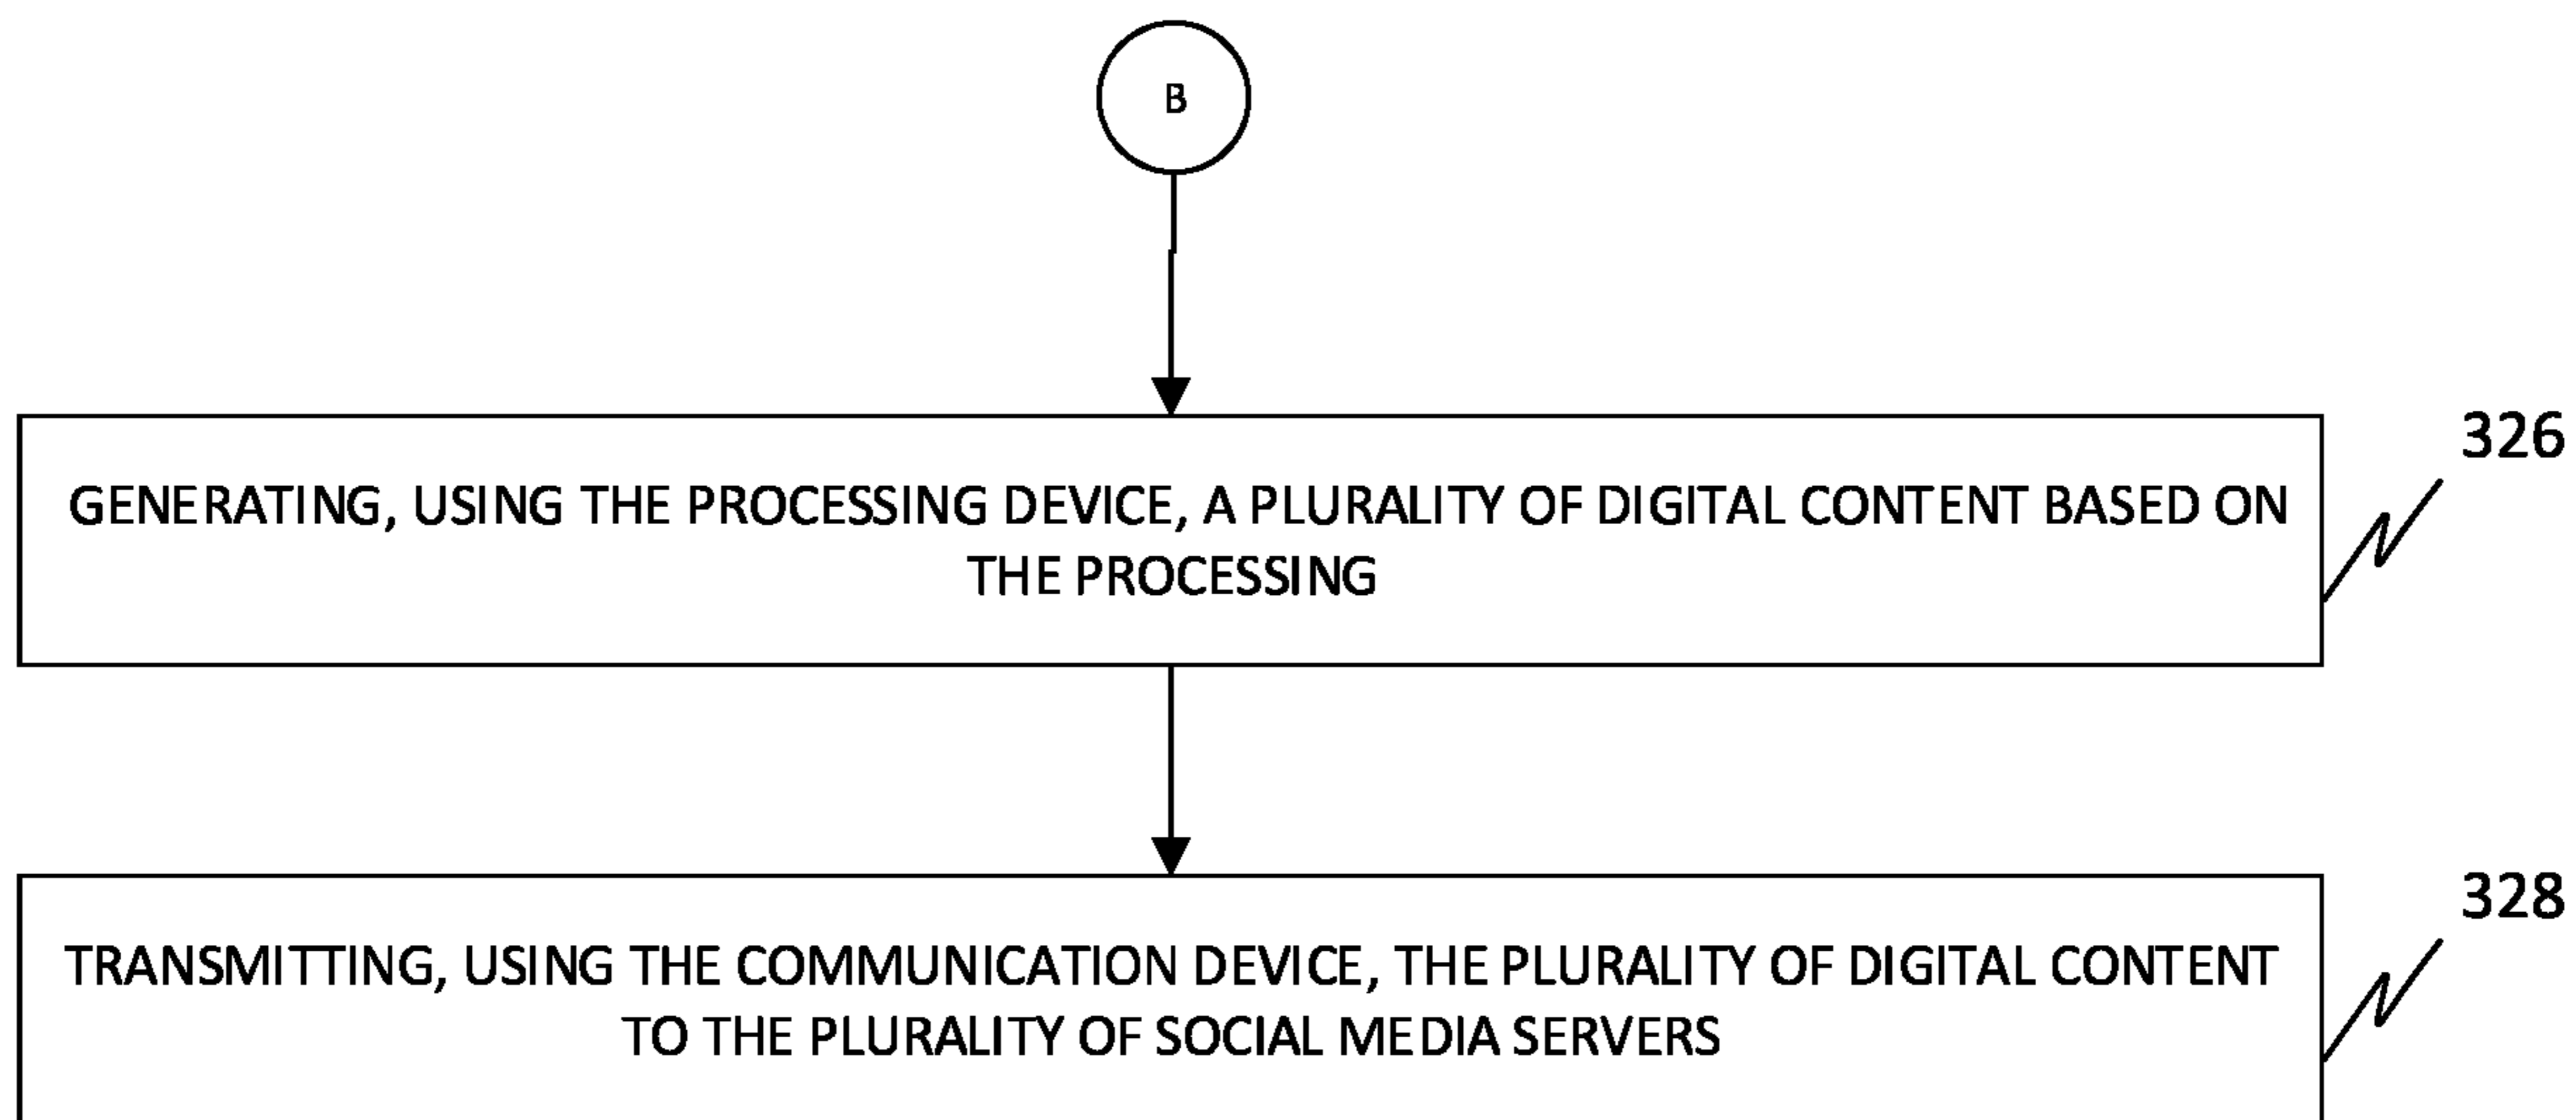 B
326
GENERATING, USING THE PROCESSING DEVICE, A PLURALITY OF DIGITAL CONTENT BASED ON
THE PROCESSING
328
TRANSMITTING, USING THE COMMUNICATION DEVICE, THE PLURALITY OF DIGITAL CONTENT
TO THE PLURALITY OF SOCIAL MEDIA SERVERS